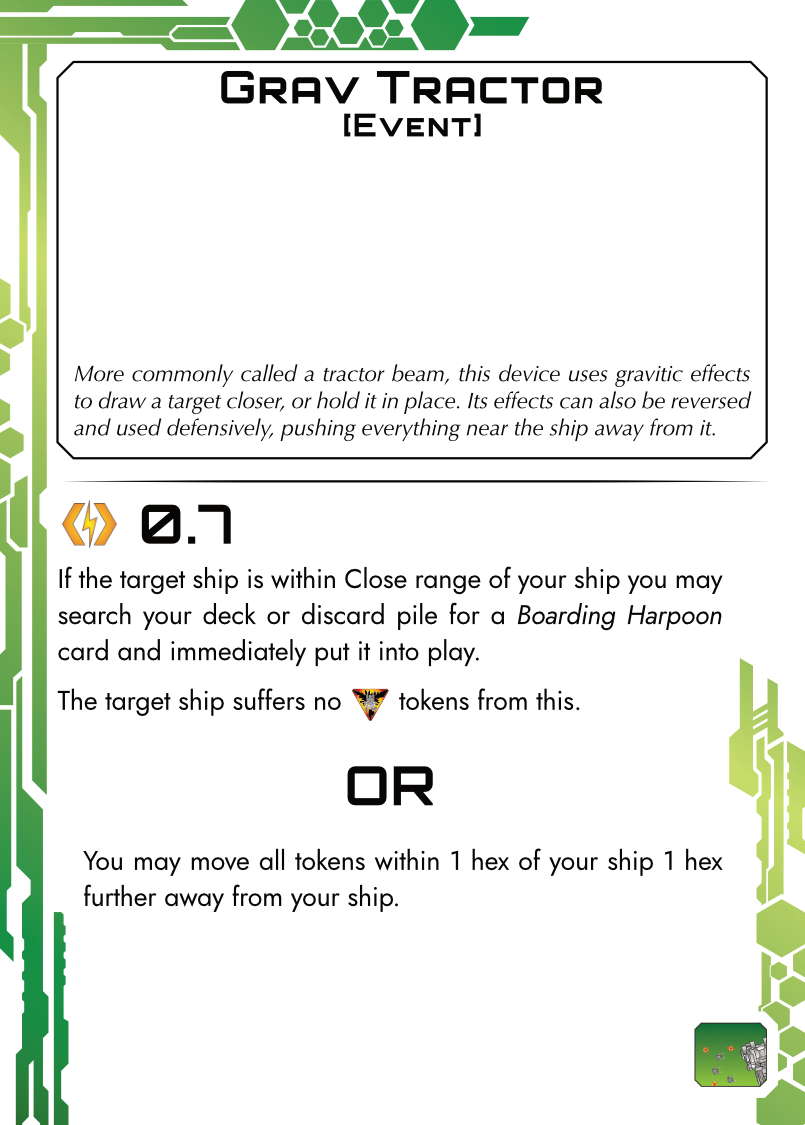 Grav Tractor
[Event]
More commonly called a tractor beam, this device uses gravitic effects
to draw a target closer, or hold it in place. Its effects can also be reversed
and used defensively, pushing everything near the ship away from it.
0.7
If the target ship is within Close range of your ship you may
search your deck or discard pile for a Boarding Harpoon
card and immediately put it into play.
The target ship suffers no tokens from this.
OR
You may move all tokens within 1 hex of your ship 1 hex
further away from your ship.